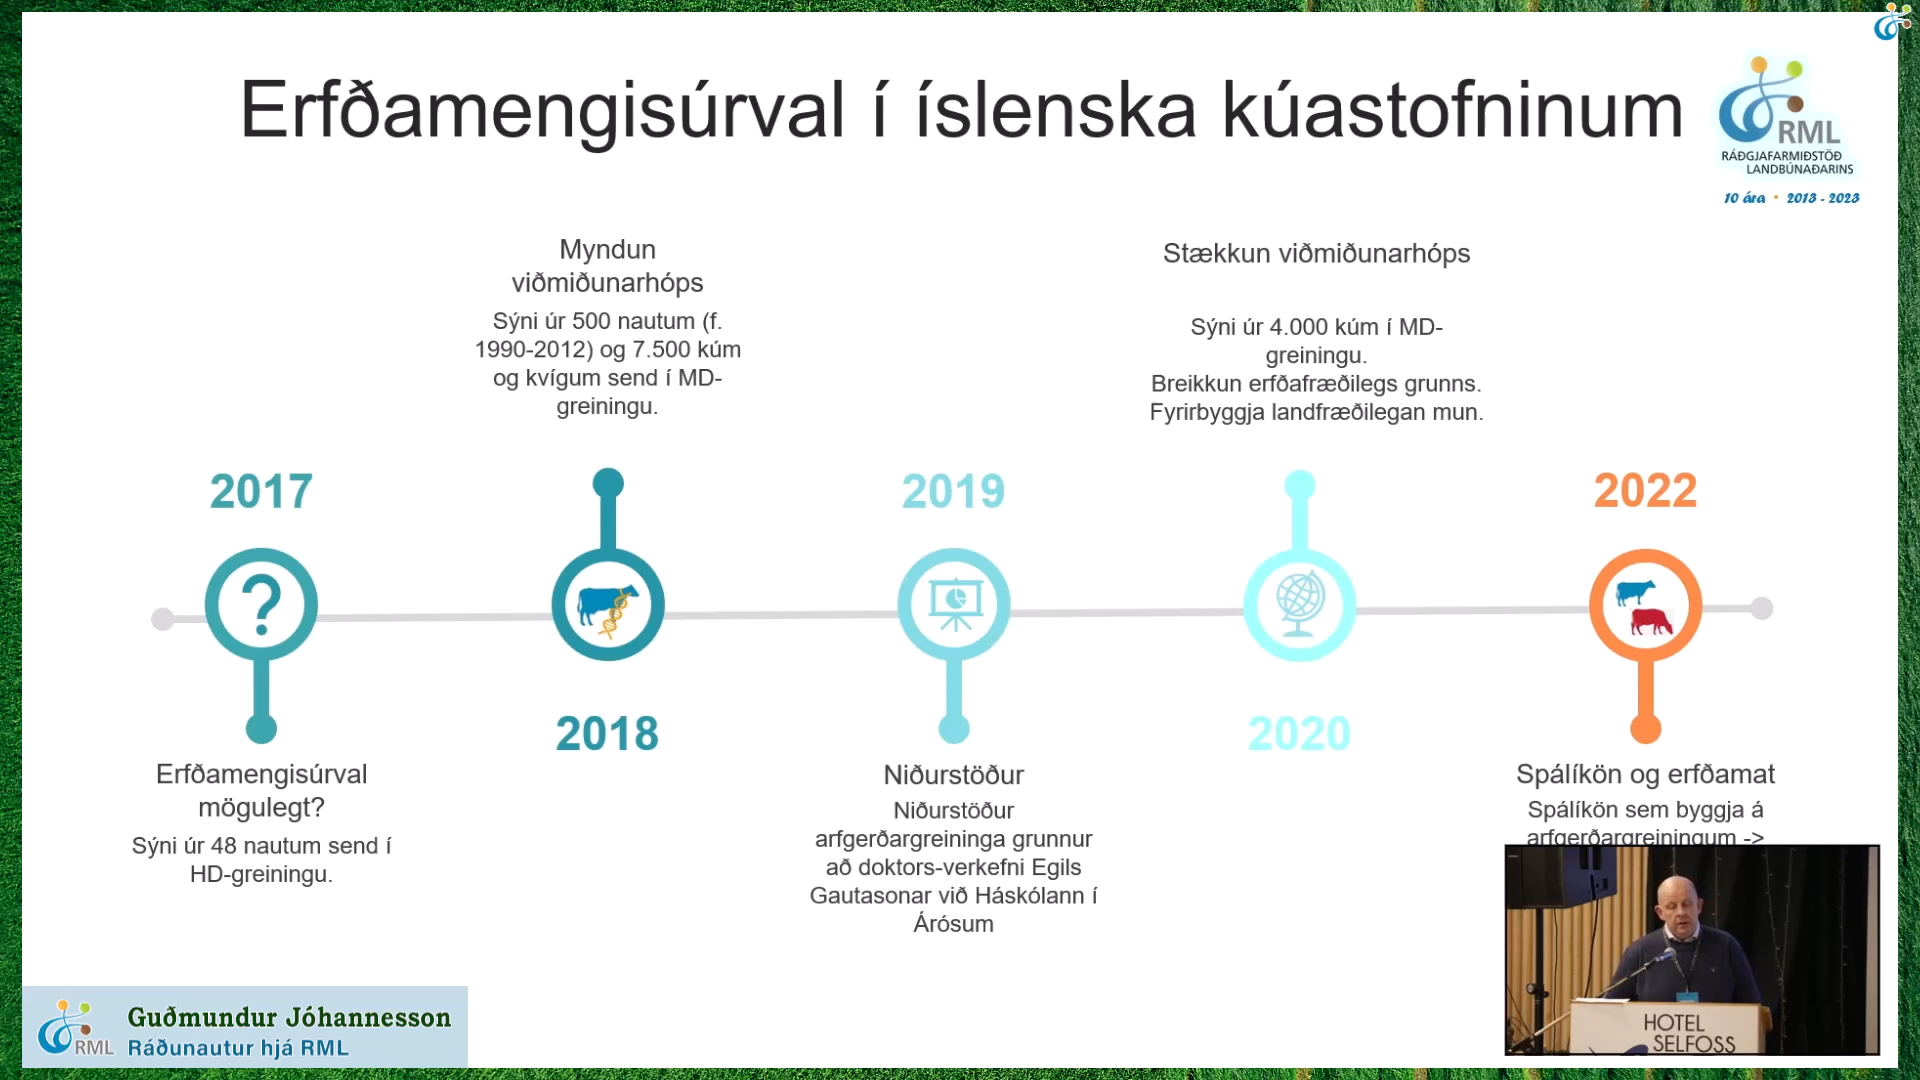 Erfðamengisúrval í íslenska kúastofninum
RML
RÁÐGJAFARMIÐSTÖÐ
LANDBÚNAÐARINS
10 ára • 2013 - 2023
2017
Erfðamengisúrval
mögulegt?
Sýni úr 48 nautum send í
HD-greiningu.
Myndun
viðmiðunarhóps
Sýni úr 500 nautum (f.
1990-2012) og 7.500 kúm
og kvígum send í MD-
greiningu.
2018
2019
Niðurstöður
Niðurstöður
arfgerðargreininga grunnur
að doktors-verkefni Egils
Gautasonar við Háskólann í
Árósum
Stækkun viðmiðunarhóps
Sýni úr 4.000 kúm í MD-
greiningu.
Breikkun erfðafræðilegs grunns.
Fyrirbyggja landfræðilegan mun.
2020
2022
Spálíkön og erfðamat
Spálíkön sem byggja á
arfgerðargreiningum ->
HOTEL
SELFOSS
RML
Guðmundur Jóhannesson
Ráðunautur hjá RML